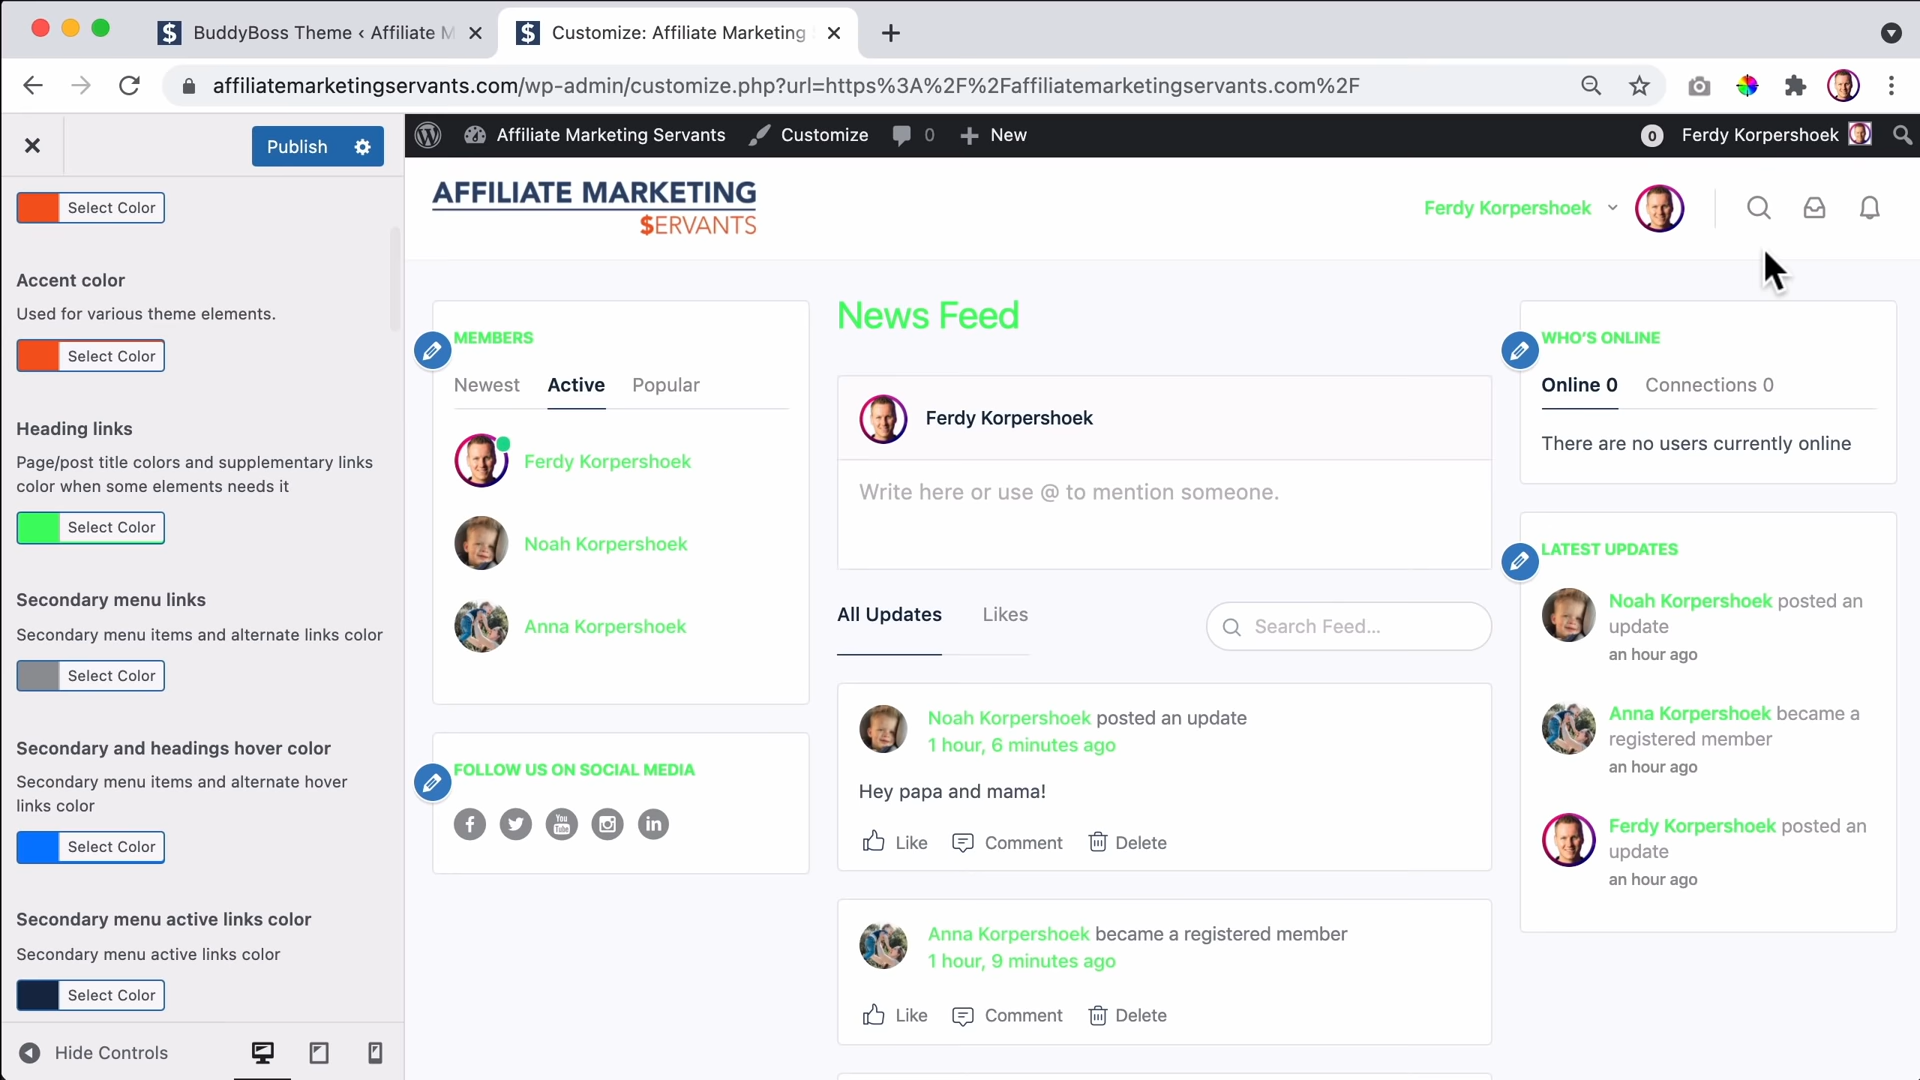 BuddyBoss Theme ‹ Affiliate M
Customize: Affiliate Marketing
affiliatemarketingservants.com/wp-admin/customize.php?url=https%3A%2F%2Faffiliatemarketingservants.com%2F
Publish
Affiliate Marketing Servants
Customize
0
New
0
Ferdy Korpershoek
Select Color
Accent color
Used for various theme elements.
Select Color
Heading links
Page/post title colors and supplementary links
color when some elements needs it
Select Color
Secondary menu links
Secondary menu items and alternate links color
Select Color
Secondary and headings hover color
Secondary menu items and alternate hover
links color
Select Color
Secondary menu active links color
Secondary menu active links color
Select Color
Hide Controls
AFFILIATE MARKETING
$ERVANTS
Ferdy Korpershoek
MEMBERS
Newest Active Popular
Ferdy Korpershoek
Noah Korpershoek
Anna Korpershoek
FOLLOW US ON SOCIAL MEDIA
You
Tube
in
News Feed
Ferdy Korpershoek
Write here or use @ to mention someone.
All Updates Likes
Search Feed...
Noah Korpershoek posted an update
1 hour, 6 minutes ago
Hey papa and mama!
Like Comment Delete
Anna Korpershoek became a registered member
1 hour, 9 minutes ago
Like Comment Delete
WHO'S ONLINE
Online 0 Connections 0
There are no users currently online
LATEST UPDATES
Noah Korpershoek posted an
update
an hour ago
Anna Korpershoek became a
registered member
an hour ago
Ferdy Korpershoek posted an
update
an hour ago